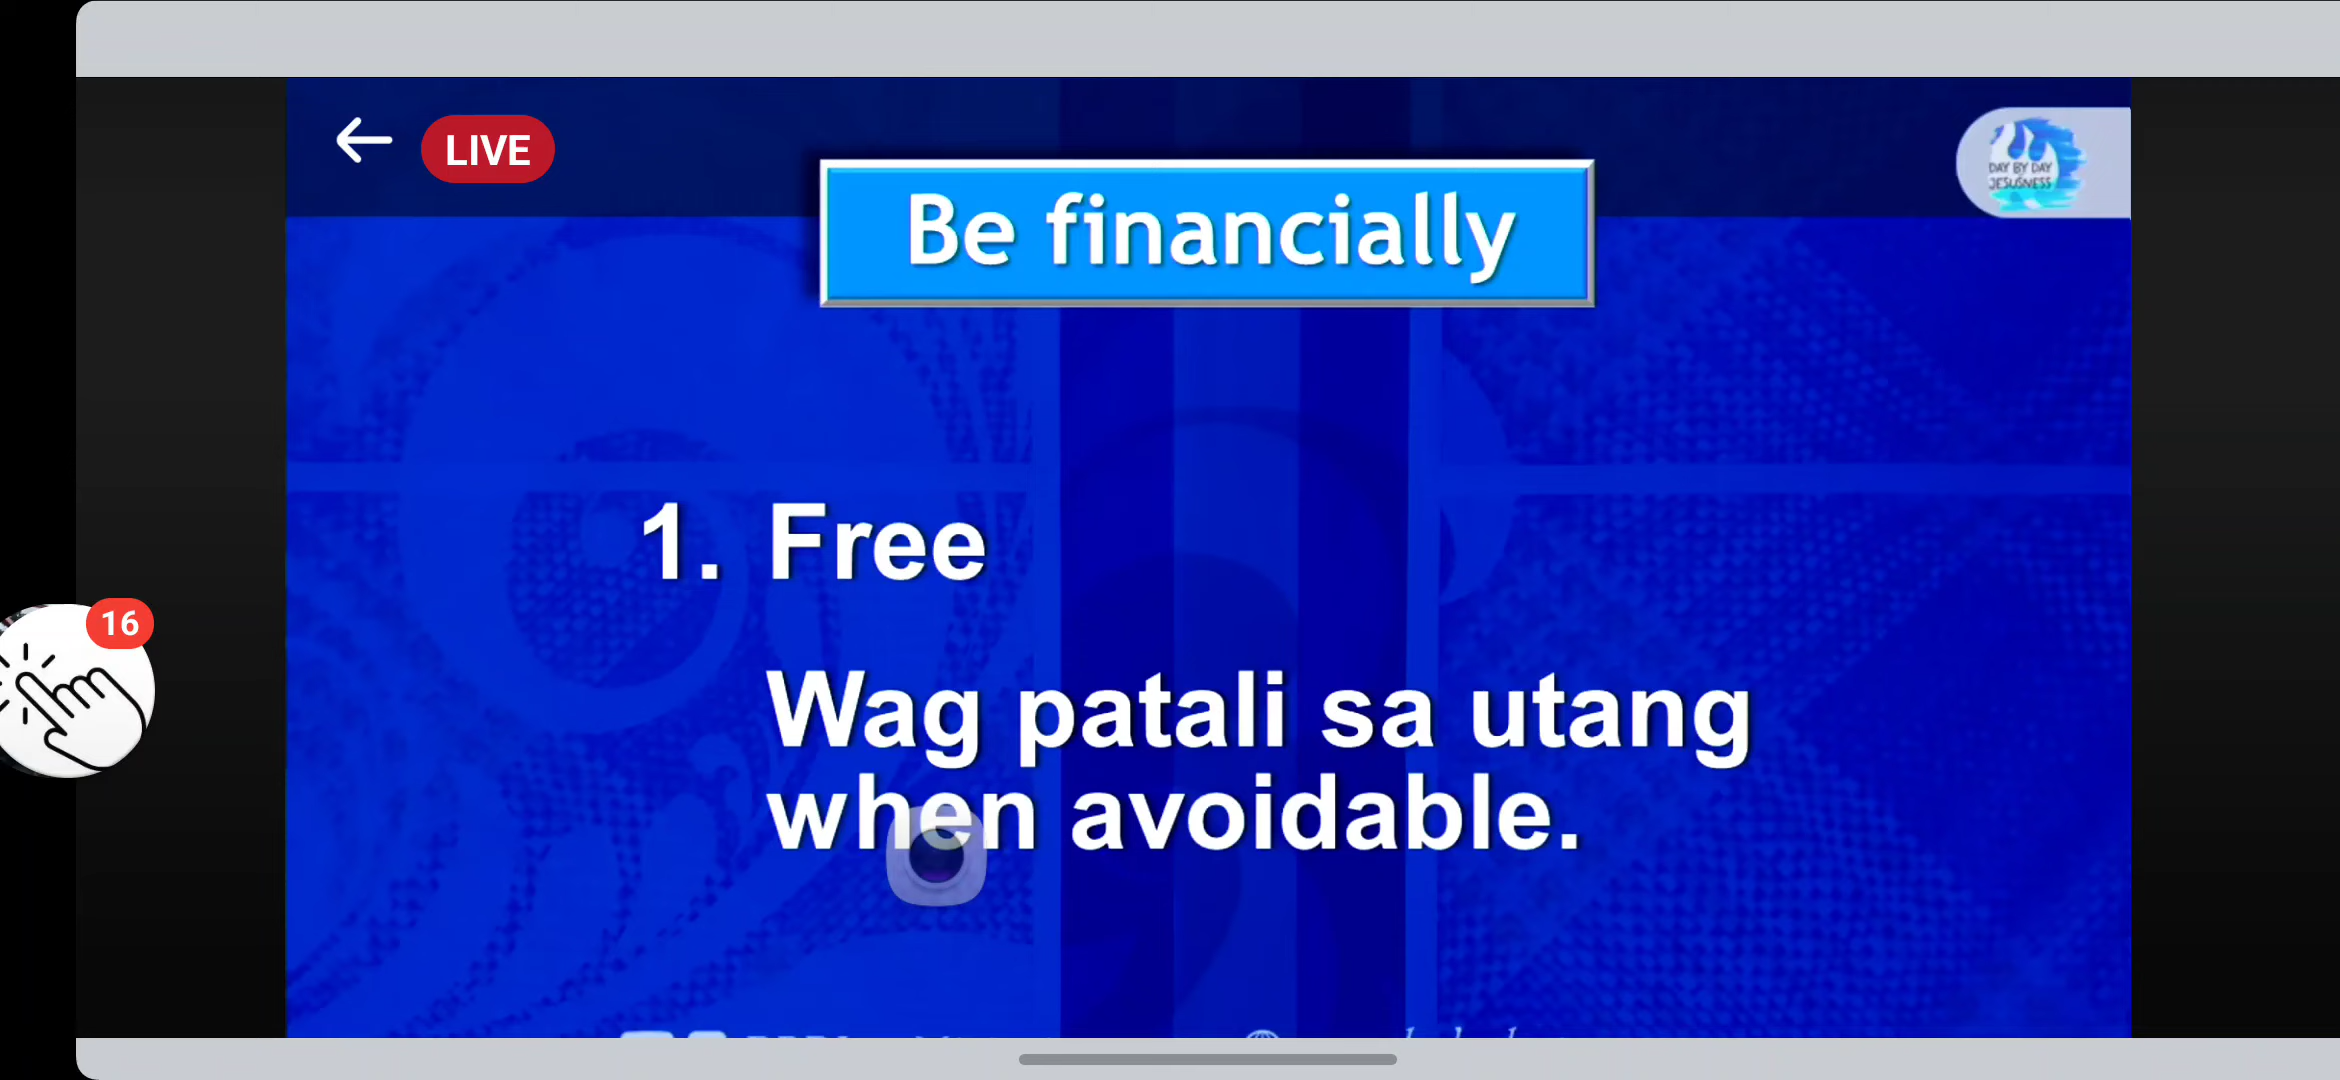 LIVE
DAY BY DAY
JESUSNESS
Be financially
1. Free
16
Wag patali sa utang
when avoidable.